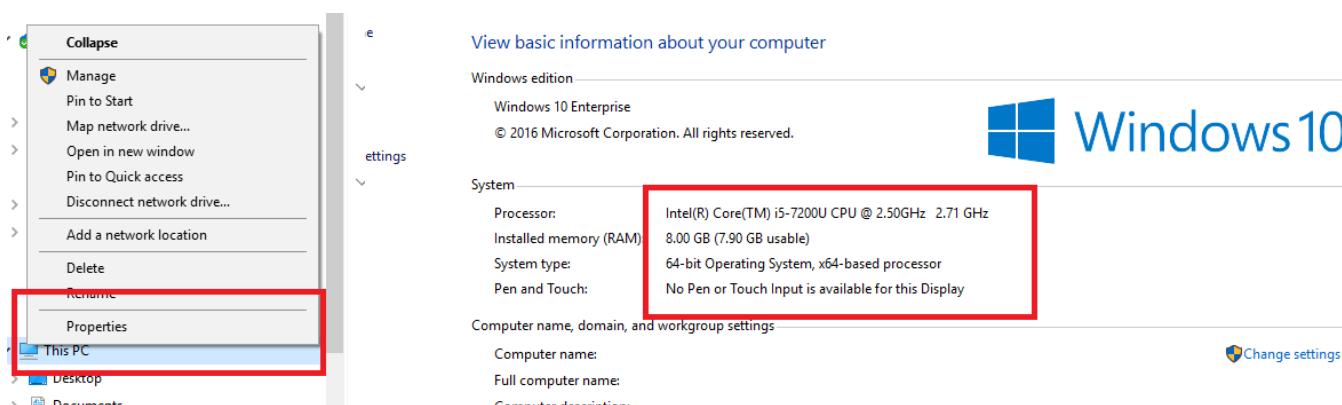 Collapse
Manage
Pin to Start
Map network drive...
Open in new window
Pin to Quick access
Disconnect network drive...
Add a network location
Delete
Rename
Properties
This PC
Desktop
Documents
e
ettings
View basic information about your computer
Windows edition
Windows 10 Enterprise
© 2016 Microsoft Corporation. All rights reserved.
Windows 10
System
Processor: Intel(R) Core(TM) i5-7200U CPU @ 2.50GHz 2.71 GHz
Installed memory (RAM): 8.00 GB (7.90 GB usable)
System type: 64-bit Operating System, x64-based processor
Pen and Touch: No Pen or Touch Input is available for this Display
Computer name, domain, and workgroup settings
Computer name: Change settings
Full computer name:
Computer description: